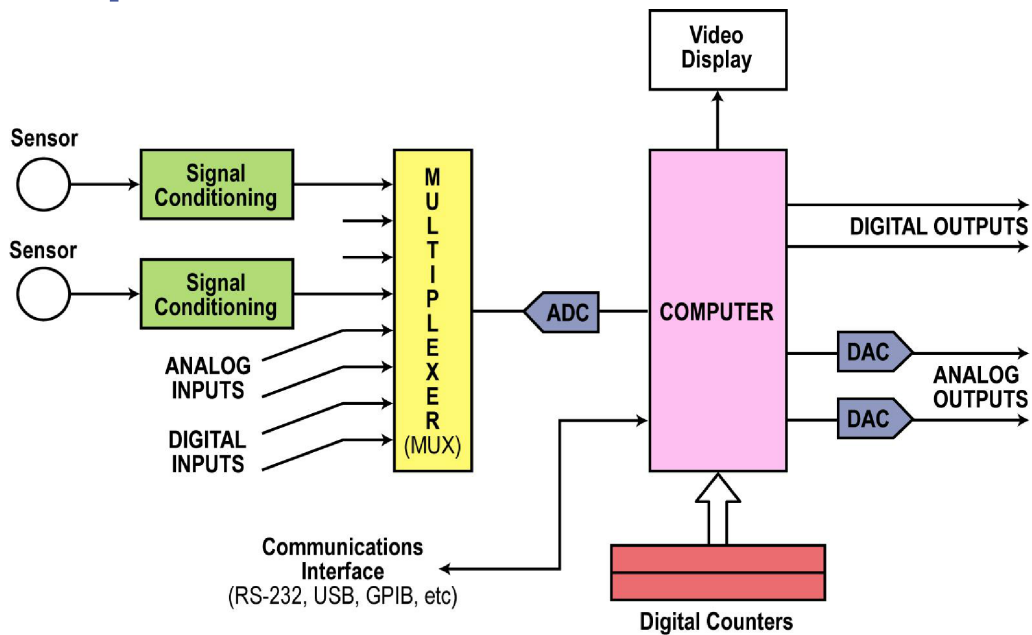 Video
Display
Sensor
Signal
Conditioning
Sensor
Signal
Conditioning
MULTIPLEXER
(MUX)
ADC
COMPUTER
DIGITAL OUTPUTS
DAC
ANALOG
OUTPUTS
DAC
ANALOG
INPUTS
DIGITAL
INPUTS
Communications
Interface
(RS-232, USB, GPIB, etc)
Digital Counters